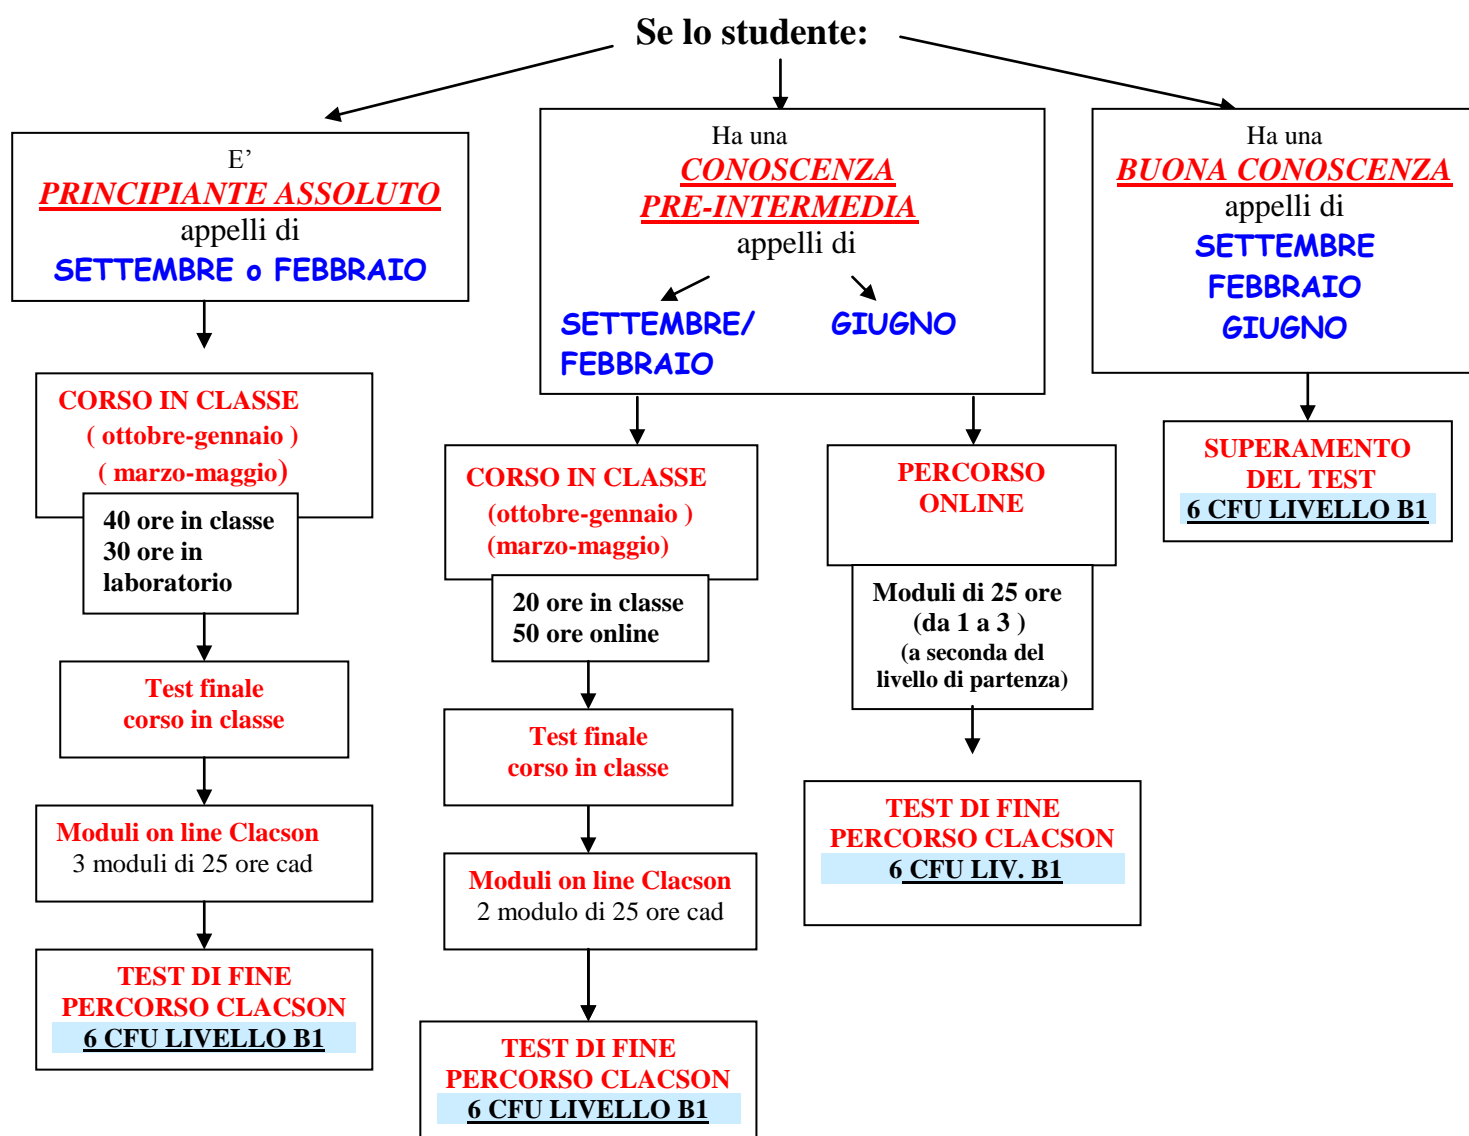 Se lo studente:
E’
PRINCIPIANTE ASSOLUTO
appelli di
SETTEMBRE o FEBBRAIO
CORSO IN CLASSE
( ottobre-gennaio )
( marzo-maggio)
40 ore in classe
30 ore in
laboratorio
Test finale
corso in classe
Moduli on line Clacson
3 moduli di 25 ore cad
TEST DI FINE
PERCORSO CLACSON
6 CFU LIVELLO B1
Ha una
CONOSCENZA
PRE-INTERMEDIA
appelli di
SETTEMBRE/
FEBBRAIO
GIUGNO
CORSO IN CLASSE
(ottobre-gennaio )
(marzo-maggio)
20 ore in classe
50 ore online
Test finale
corso in classe
Moduli on line Clacson
2 modulo di 25 ore cad
TEST DI FINE
PERCORSO CLACSON
6 CFU LIVELLO B1
PERCORSO
ONLINE
Moduli di 25 ore
(da 1 a 3 )
(a seconda del
livello di partenza)
TEST DI FINE
PERCORSO CLACSON
6 CFU LIV. B1
Ha una
BUONA CONOSCENZA
appelli di
SETTEMBRE
FEBBRAIO
GIUGNO
SUPERAMENTO
DEL TEST
6 CFU LIVELLO B1